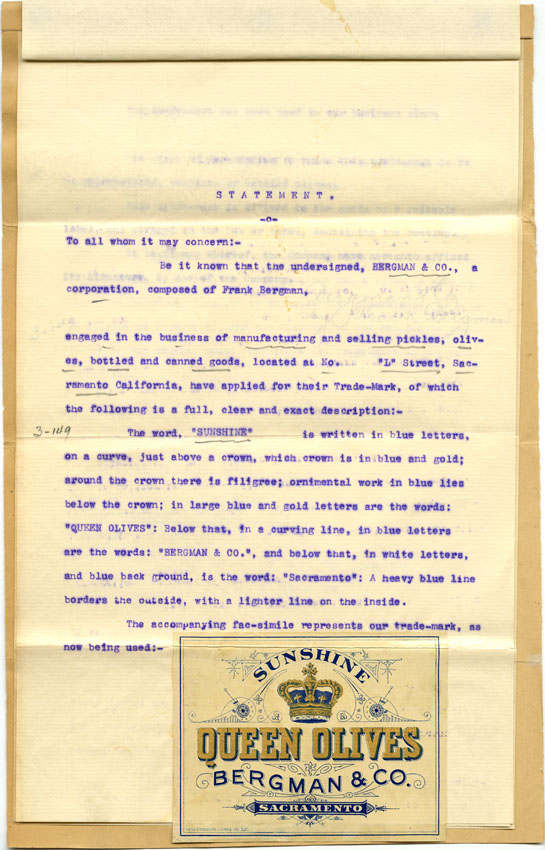 STATEMENT.
-o-
To all whom it may concern:-
Be it known that the undersigned, BERGMAN & CO., a
corporation, composed of Frank Bergman,
engaged in the business of manufacturing and selling pickles, oliv-
es, bottled and canned goods, located at No. "L" Street, Sac-
ramento California, have applied for their Trade-Mark, of which
the following is a full, clear and exact description:-
3-149
The word, "SUNSHINE" is written in blue letters,
on a curve, just above a crown, which crown is in blue and gold;
around the crown there is filigree; ornimental work in blue lies
below the crown; in large blue and gold letters are the words:
"QUEEN OLIVES": Below that, in a curving line, in blue letters
are the words: "BERGMAN & CO.", and below that, in white letters,
and blue back ground, is the word: "Sacramento": A heavy blue line
borders the outside, with a lighter line on the inside.
The accompanying fac-simile represents our trade-mark, as
now being used:-
SUNSHINE
QUEEN OLIVES
BERGMAN & CO.
SACRAMENTO